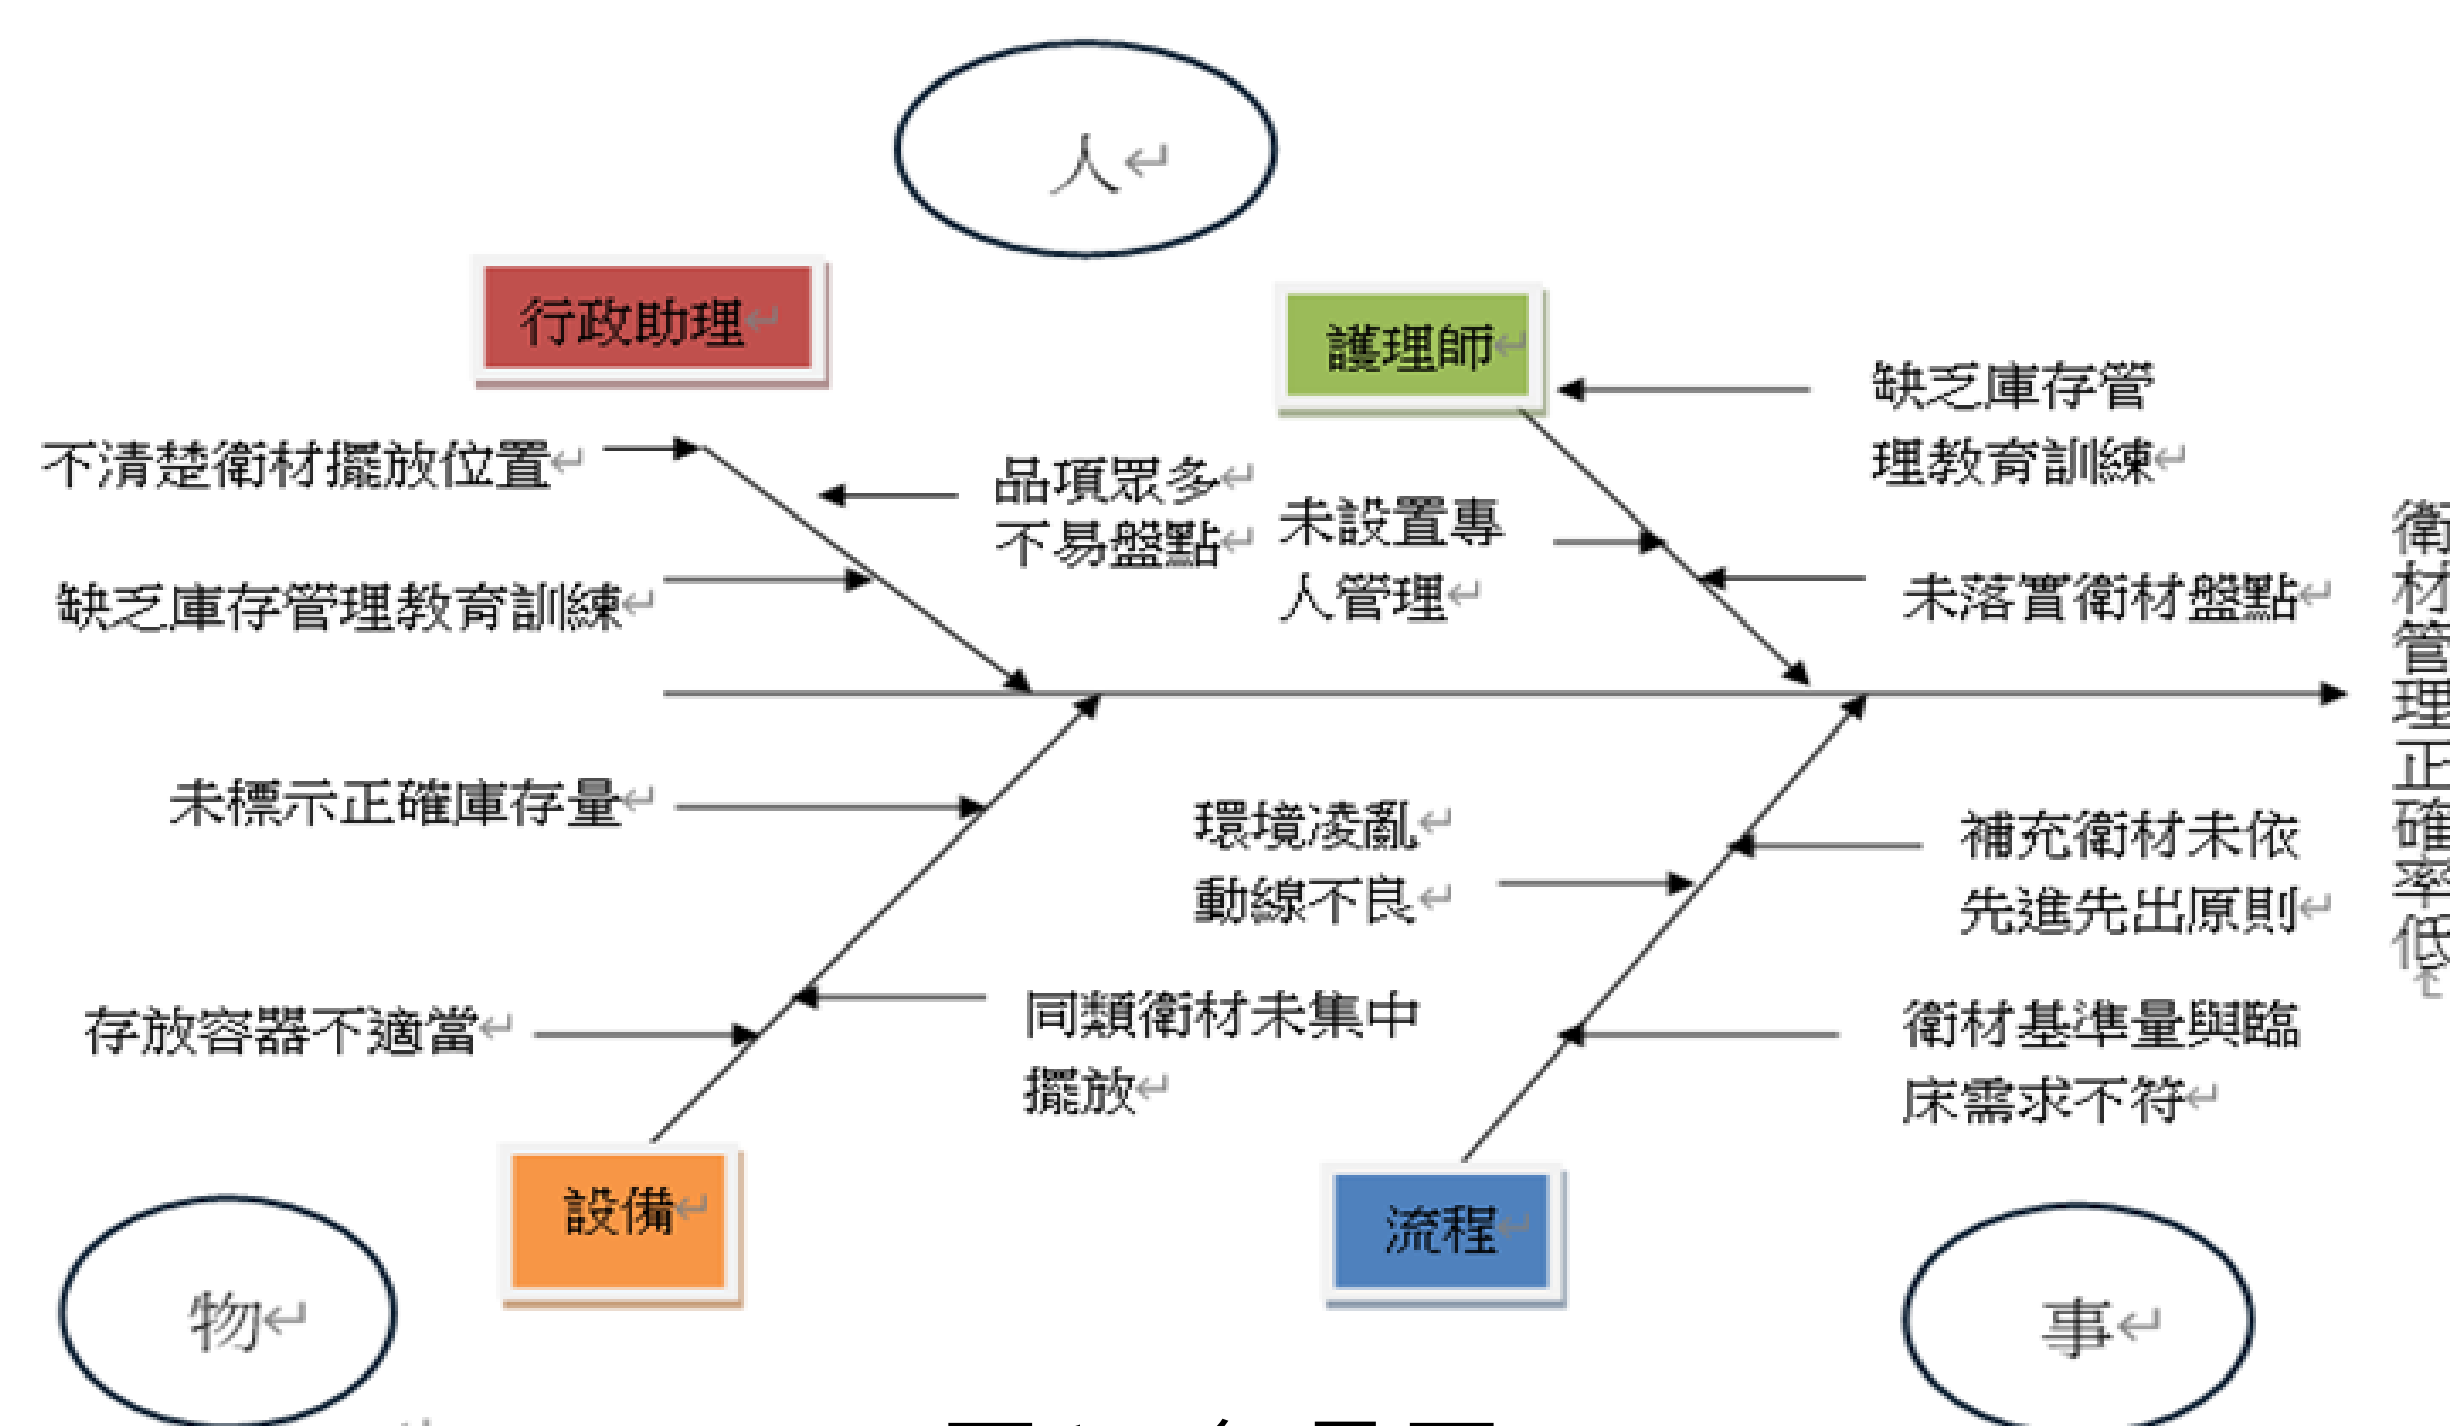 人
行政助理
護理師
缺乏庫存管
理教育訓練
不清楚衛材擺放位置
品項眾多
不易盤點
未設置專
人管理
缺乏庫存管理教育訓練
未落實衛材盤點
衛材管理正確率低
未標示正確庫存量
環境凌亂
動線不良
補充衛材未依
先進先出原則
存放容器不適當
同類衛材未集中
擺放
衛材基準量與臨
床需求不符
設備
流程
物
事